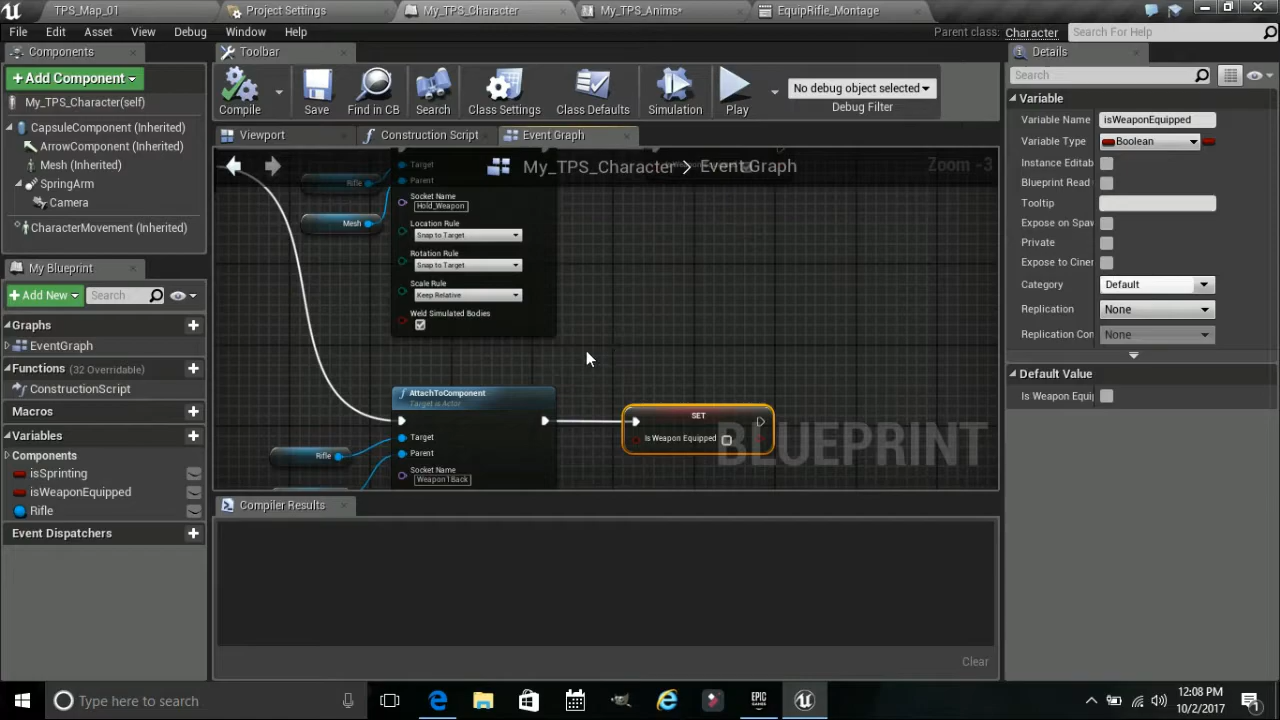 TPS_Map_01
Project Settings
My_TPS_Character
My_TPS_Anims*
EquipRifle_Montage
File Edit Asset View Debug Window Help
Parent class: Character
Search For Help
Components
Toolbar
Details
+ Add Component
Compile
Save
Find in CB
Search
Class Settings
Class Defaults
Simulation
Play
No debug object selected
Debug Filter
Search
My_TPS_Character(self)
CapsuleComponent (Inherited)
ArrowComponent (Inherited)
Mesh (Inherited)
SpringArm
Camera
CharacterMovement (Inherited)
Viewport
Construction Script
Event Graph
My_TPS_Character > EventGraph
Zoom -3
Target
Rifle
Parent
Socket Name
Hold_Weapon
Mesh
Location Rule
Snap to Target
Rotation Rule
Snap to Target
Scale Rule
Keep Relative
Weld Simulated Bodies
AttachToComponent
Target is Actor
Target
Rifle
Parent
Socket Name
Weapon1Back
SET
Is Weapon Equipped
BLUEPRINT
Variable
Variable Name isWeaponEquipped
Variable Type Boolean
Instance Editab
Blueprint Read
Tooltip
Expose on Spaw
Private
Expose to Ciner
Category Default
Replication None
Replication Con None
Default Value
Is Weapon Equip
My Blueprint
+ Add New
Search
Graphs
EventGraph
Functions (32 Overridable)
ConstructionScript
Macros
Variables
Components
isSprinting
isWeaponEquipped
Rifle
Event Dispatchers
Compiler Results
Clear
Type here to search
EPIC
GAMES
12:08 PM
10/2/2017